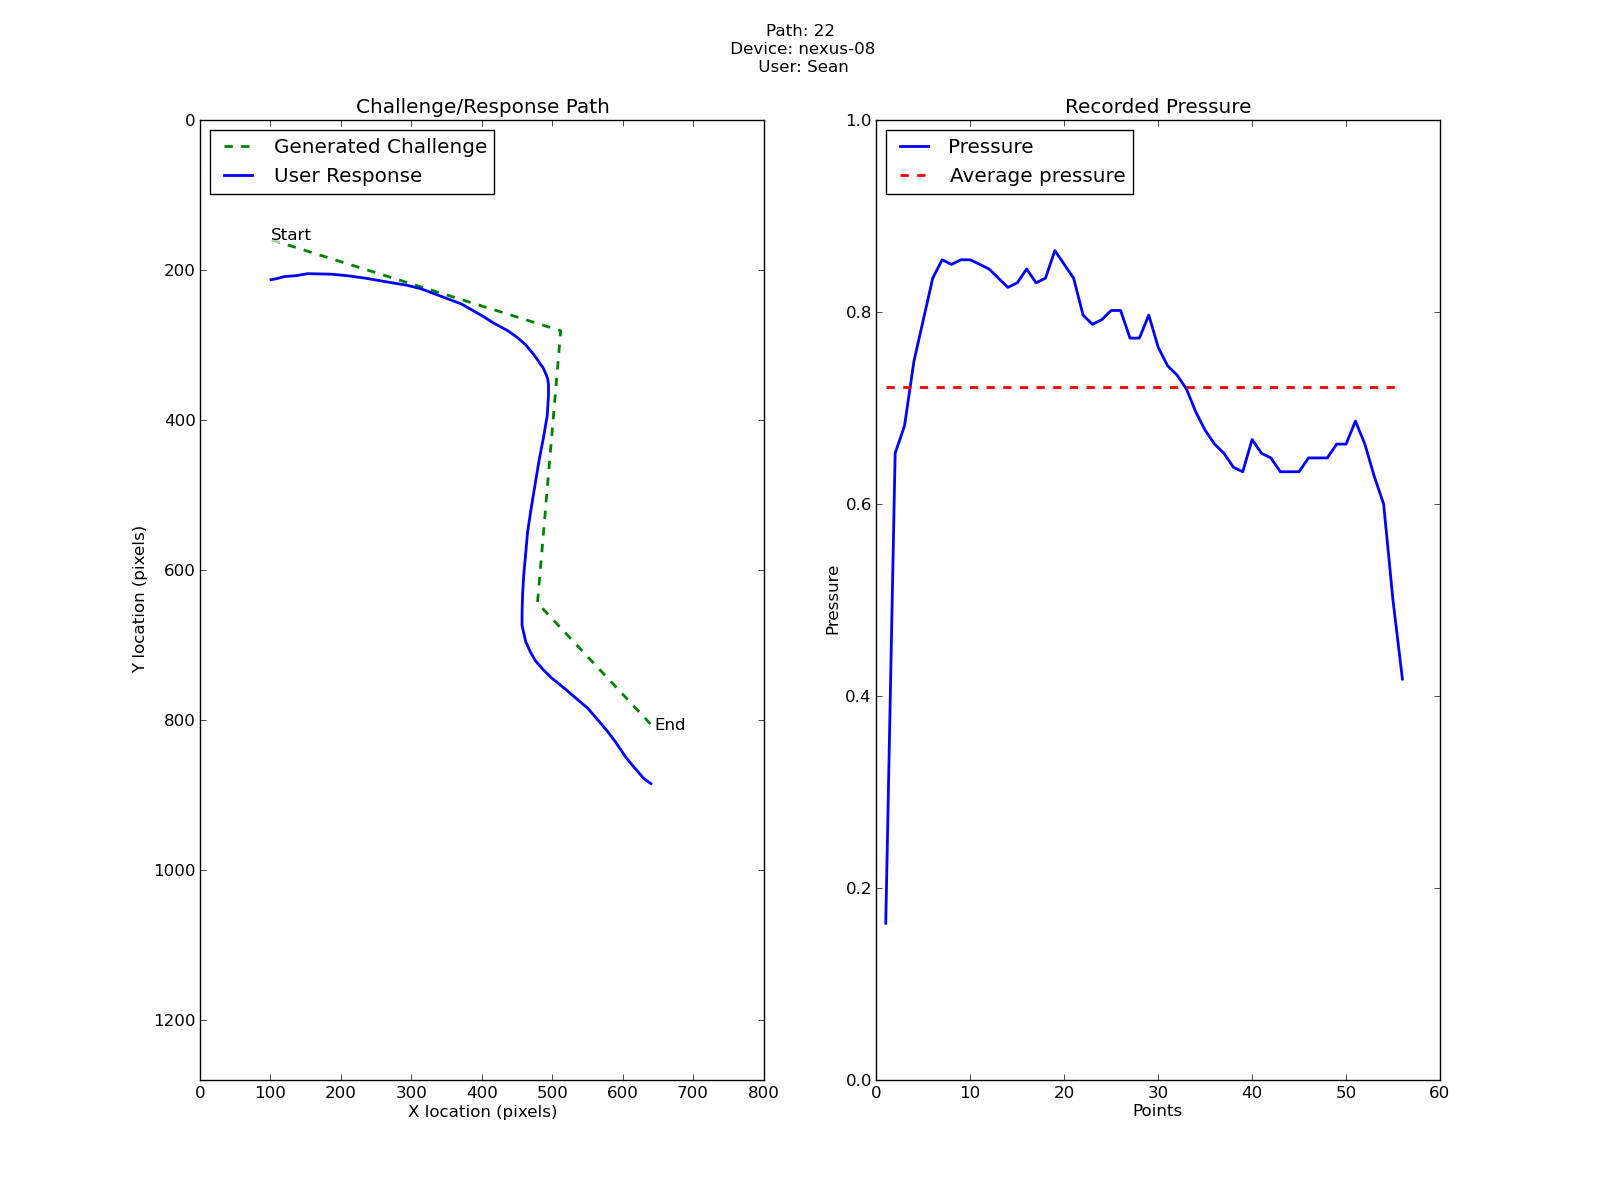 Path: 22
Device: nexus-08
User: Sean
Challenge/Response Path
Generated Challenge
User Response
Start
End
0
200
400
600
800
1000
1200
Y location (pixels)
0 100 200 300 400 500 600 700 800
X location (pixels)
Recorded Pressure
Pressure
Average pressure
1.0
0.8
0.6
0.4
0.2
0.0
Pressure
0 10 20 30 40 50 60
Points